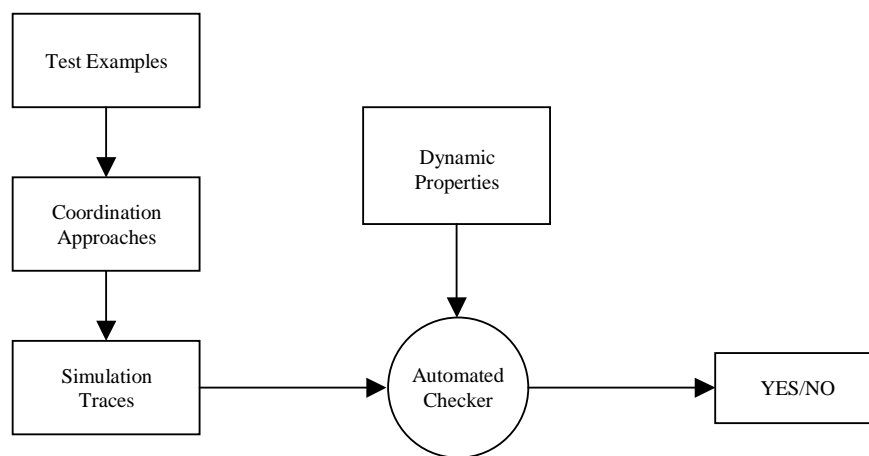 Test Examples
Dynamic
Properties
Coordination
Approaches
Simulation
Traces
Automated
Checker
YES/NO